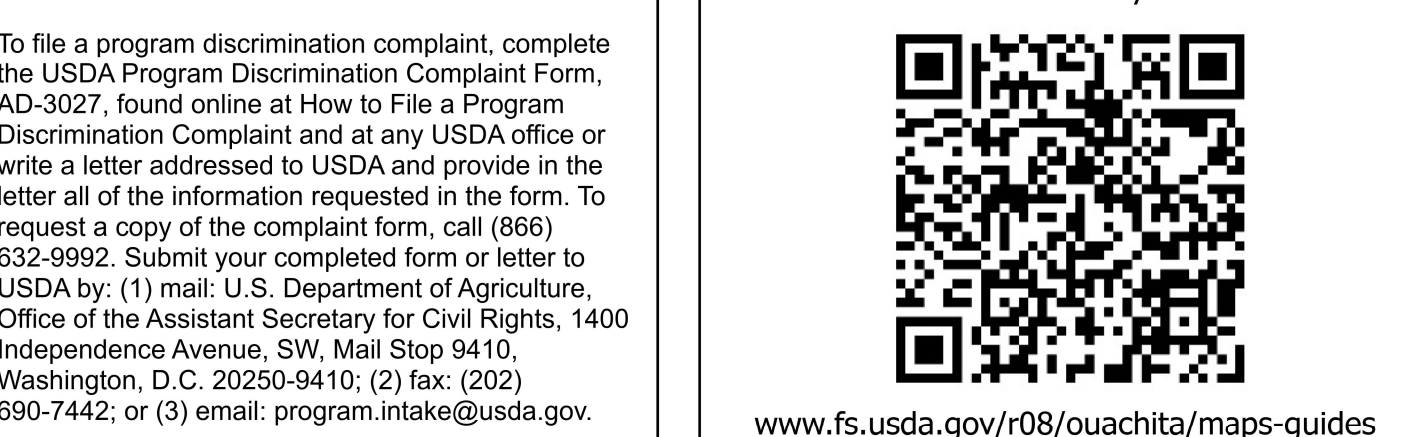 To file a program discrimination complaint, complete
the USDA Program Discrimination Complaint Form,
AD-3027, found online at How to File a Program
Discrimination Complaint and at any USDA office or
write a letter addressed to USDA and provide in the
letter all of the information requested in the form. To
request a copy of the complaint form, call (866)
632-9992. Submit your completed form or letter to
USDA by: (1) mail: U.S. Department of Agriculture,
Office of the Assistant Secretary for Civil Rights, 1400
Independence Avenue, SW, Mail Stop 9410,
Washington, D.C. 20250-9410; (2) fax: (202)
690-7442; or (3) email: program.intake@usda.gov.
www.fs.usda.gov/r08/ouachita/maps-guides